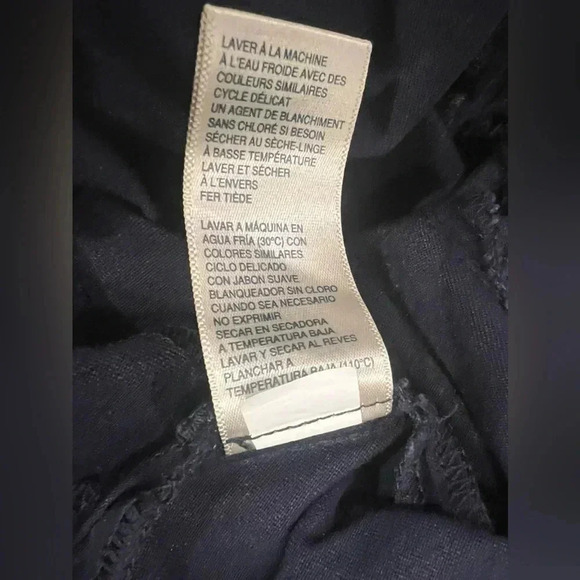 LAVER À LA MACHINE
À L'EAU FROIDE AVEC DES
COULEURS SIMILAIRES
CYCLE DÉLICAT
UN AGENT DE BLANCHIMENT
SANS CHLORÉ SI BESOIN
SÉCHER AU SÈCHE-LINGE
À BASSE TEMPÉRATURE
LAVER ET SÉCHER
À L'ENVERS
FER TIÈDE
LAVAR A MÁQUINA EN
AGUA FRÍA (30°C) CON
COLORES SIMILARES
CICLO DELICADO
CON JABON SUAVE
BLANQUEADOR SIN CLORO
CUANDO SEA NECESARIO
NO EXPRIMIR
SECAR EN SECADORA
A TEMPERATURA BAJA
LAVAR Y SECAR AL REVES
PLANCHAR A
TEMPERATURA BAJA (110°C)